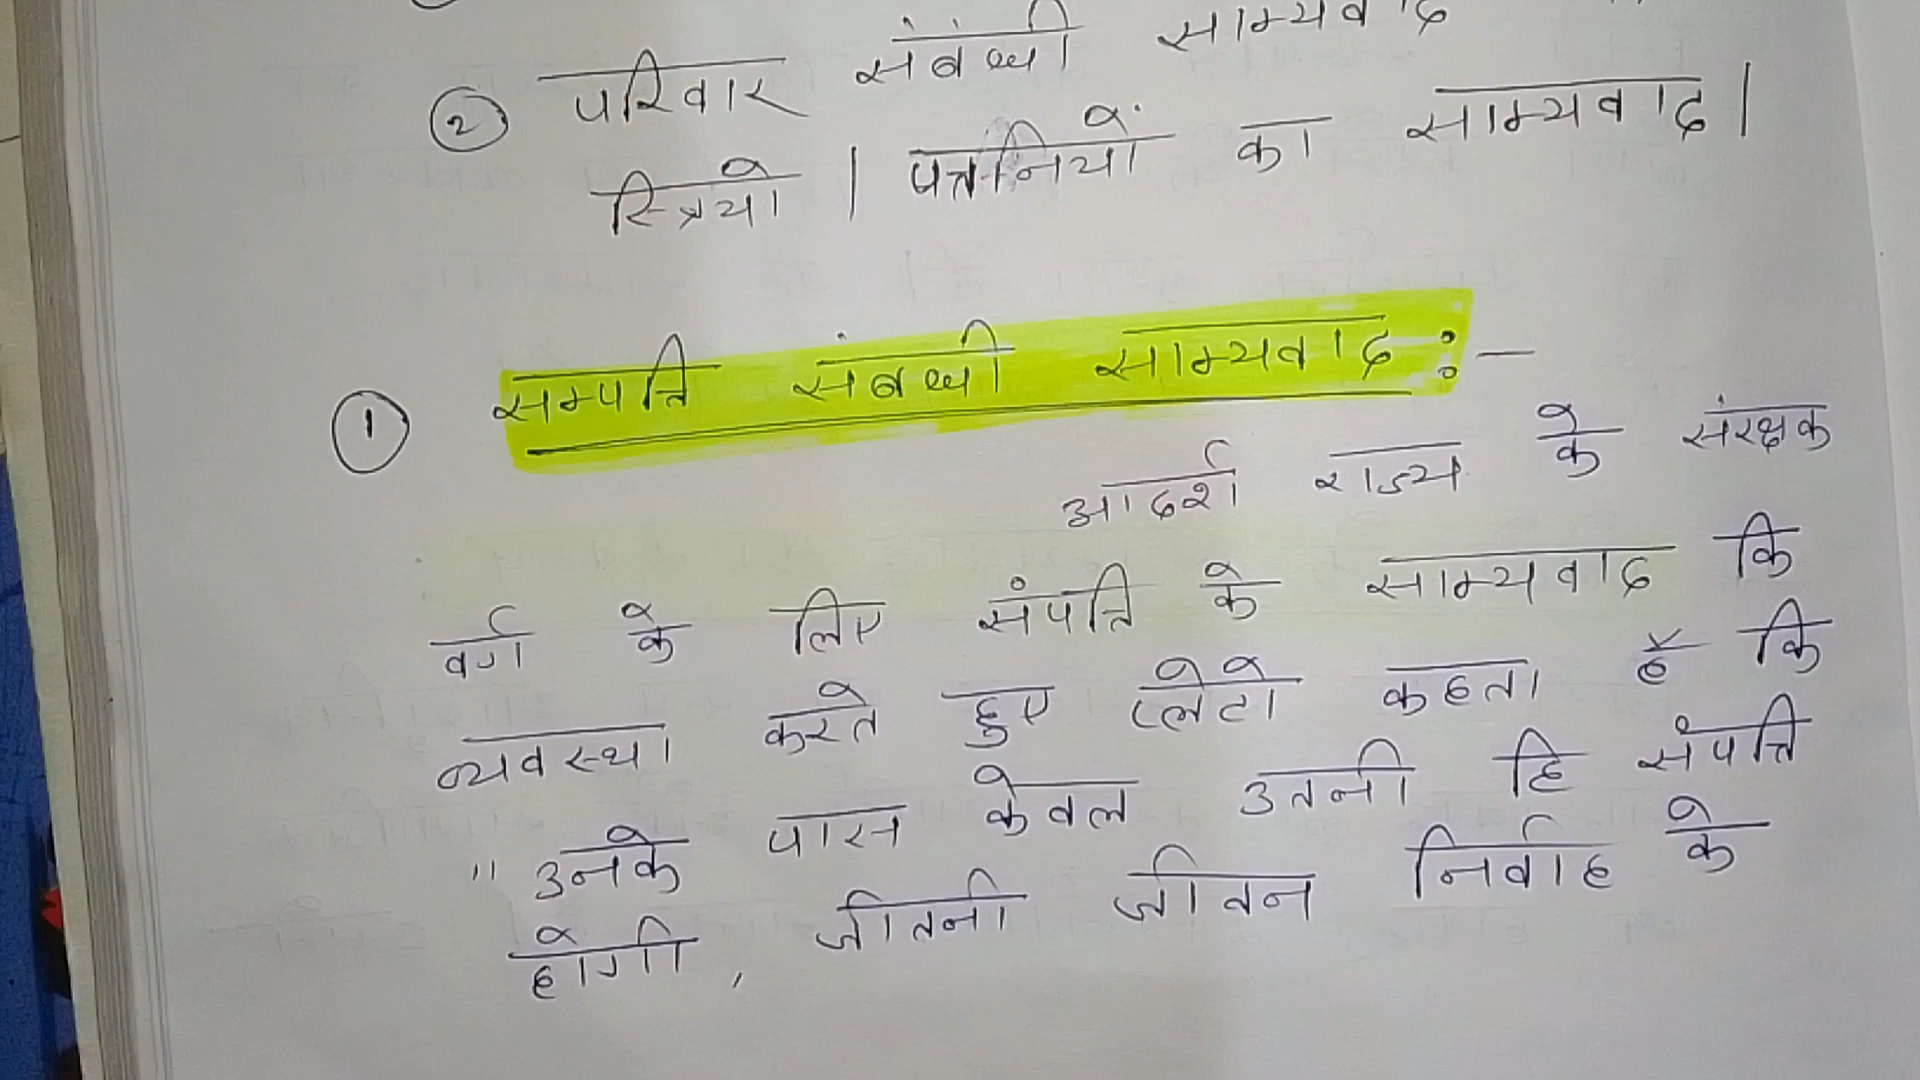 ② परिवार संबंधी साम्यवाद
स्त्रियो | पत्तनियों का साम्यवाद |
① सम्पत्ति संबंधी साम्यवाद :—
आदर्श राज्य के संरक्षक
वर्ग के लिए संपत्ति के साम्यवाद कि
व्यवस्था करते हुए प्लेटो कहता है कि
" उनके पास केवल उतनी हि संपत्ति
होगी, जीतनी जीवन निर्वाह के